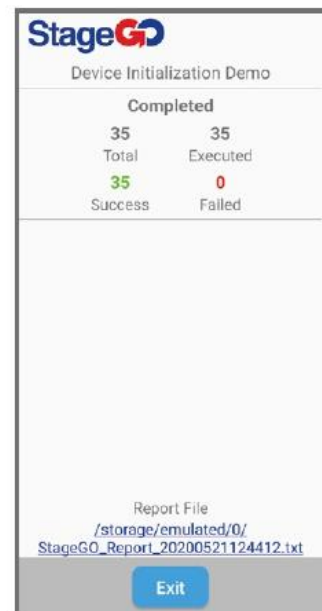 StageGO
Device Initialization Demo
Completed
35 35
Total Executed
35 0
Success Failed
Report File
/storage/emulated/0/
StageGO_Report_20200521124412.txt
Exit